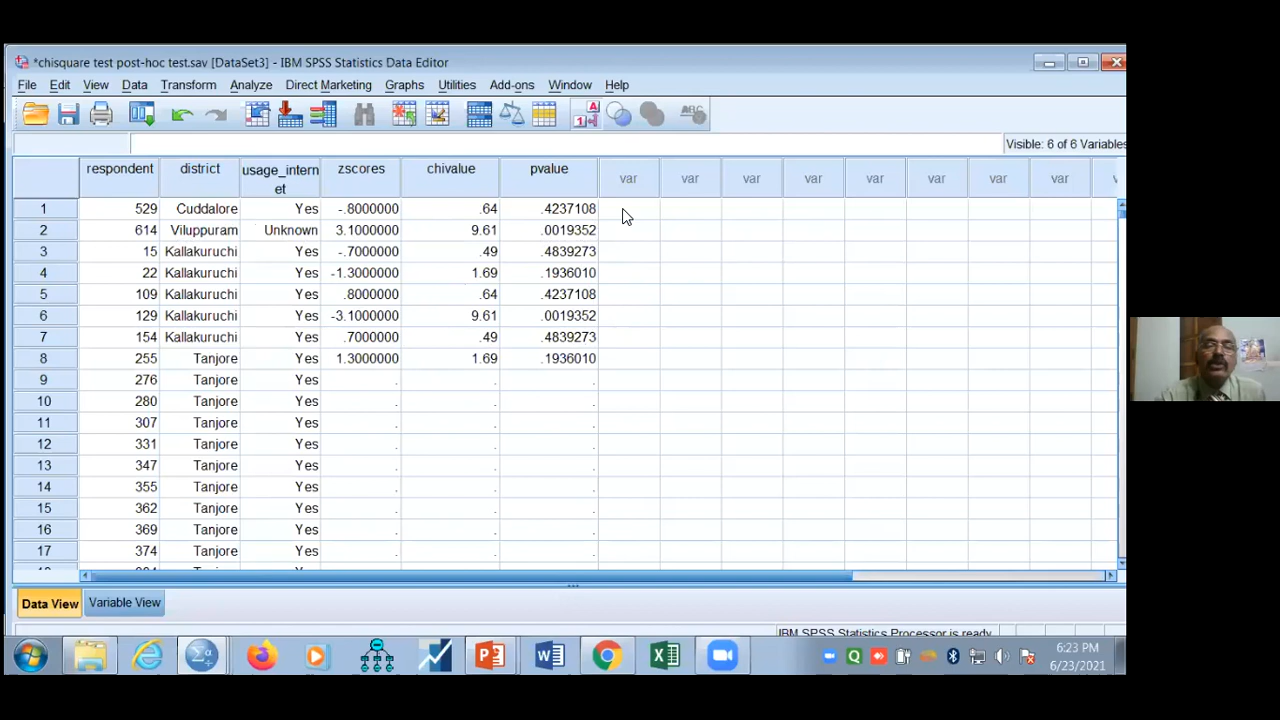 *chisquare test post-hoc test.sav [DataSet3] - IBM SPSS Statistics Data Editor
File Edit View Data Transform Analyze Direct Marketing Graphs Utilities Add-ons Window Help
Visible: 6 of 6 Variables
respondent district usage_internet zscores chivalue pvalue var var var var var var var var
1 529 Cuddalore Yes -.8000000 .64 .4237108
2 614 Viluppuram Unknown 3.1000000 9.61 .0019352
3 15 Kallakuruchi Yes -.7000000 .49 .4839273
4 22 Kallakuruchi Yes -1.3000000 1.69 .1936010
5 109 Kallakuruchi Yes .8000000 .64 .4237108
6 129 Kallakuruchi Yes -3.1000000 9.61 .0019352
7 154 Kallakuruchi Yes .7000000 .49 .4839273
8 255 Tanjore Yes 1.3000000 1.69 .1936010
9 276 Tanjore Yes . . .
10 280 Tanjore Yes . . .
11 307 Tanjore Yes . . .
12 331 Tanjore Yes . . .
13 347 Tanjore Yes . . .
14 355 Tanjore Yes . . .
15 362 Tanjore Yes . . .
16 369 Tanjore Yes . . .
17 374 Tanjore Yes . . .
Data View Variable View
IBM SPSS Statistics Processor is ready
6:23 PM
6/23/2021